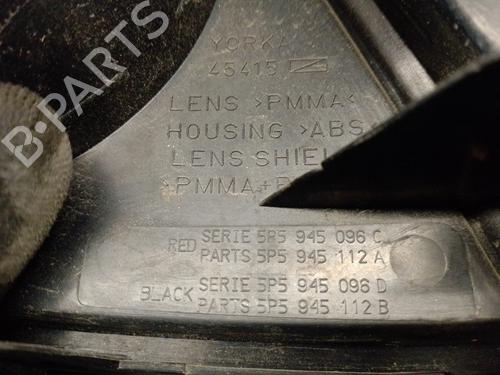 YORKA
45415
LENS >PMMA<
HOUSING >ABS
LENS SHIEL
>PMMA+
RED SERIE 5P5 945 096 C
PARTS 5P5 945 112 A
BLACK SERIE 5P5 945 096 D
PARTS 5P5 945 112 B
B-PARTS